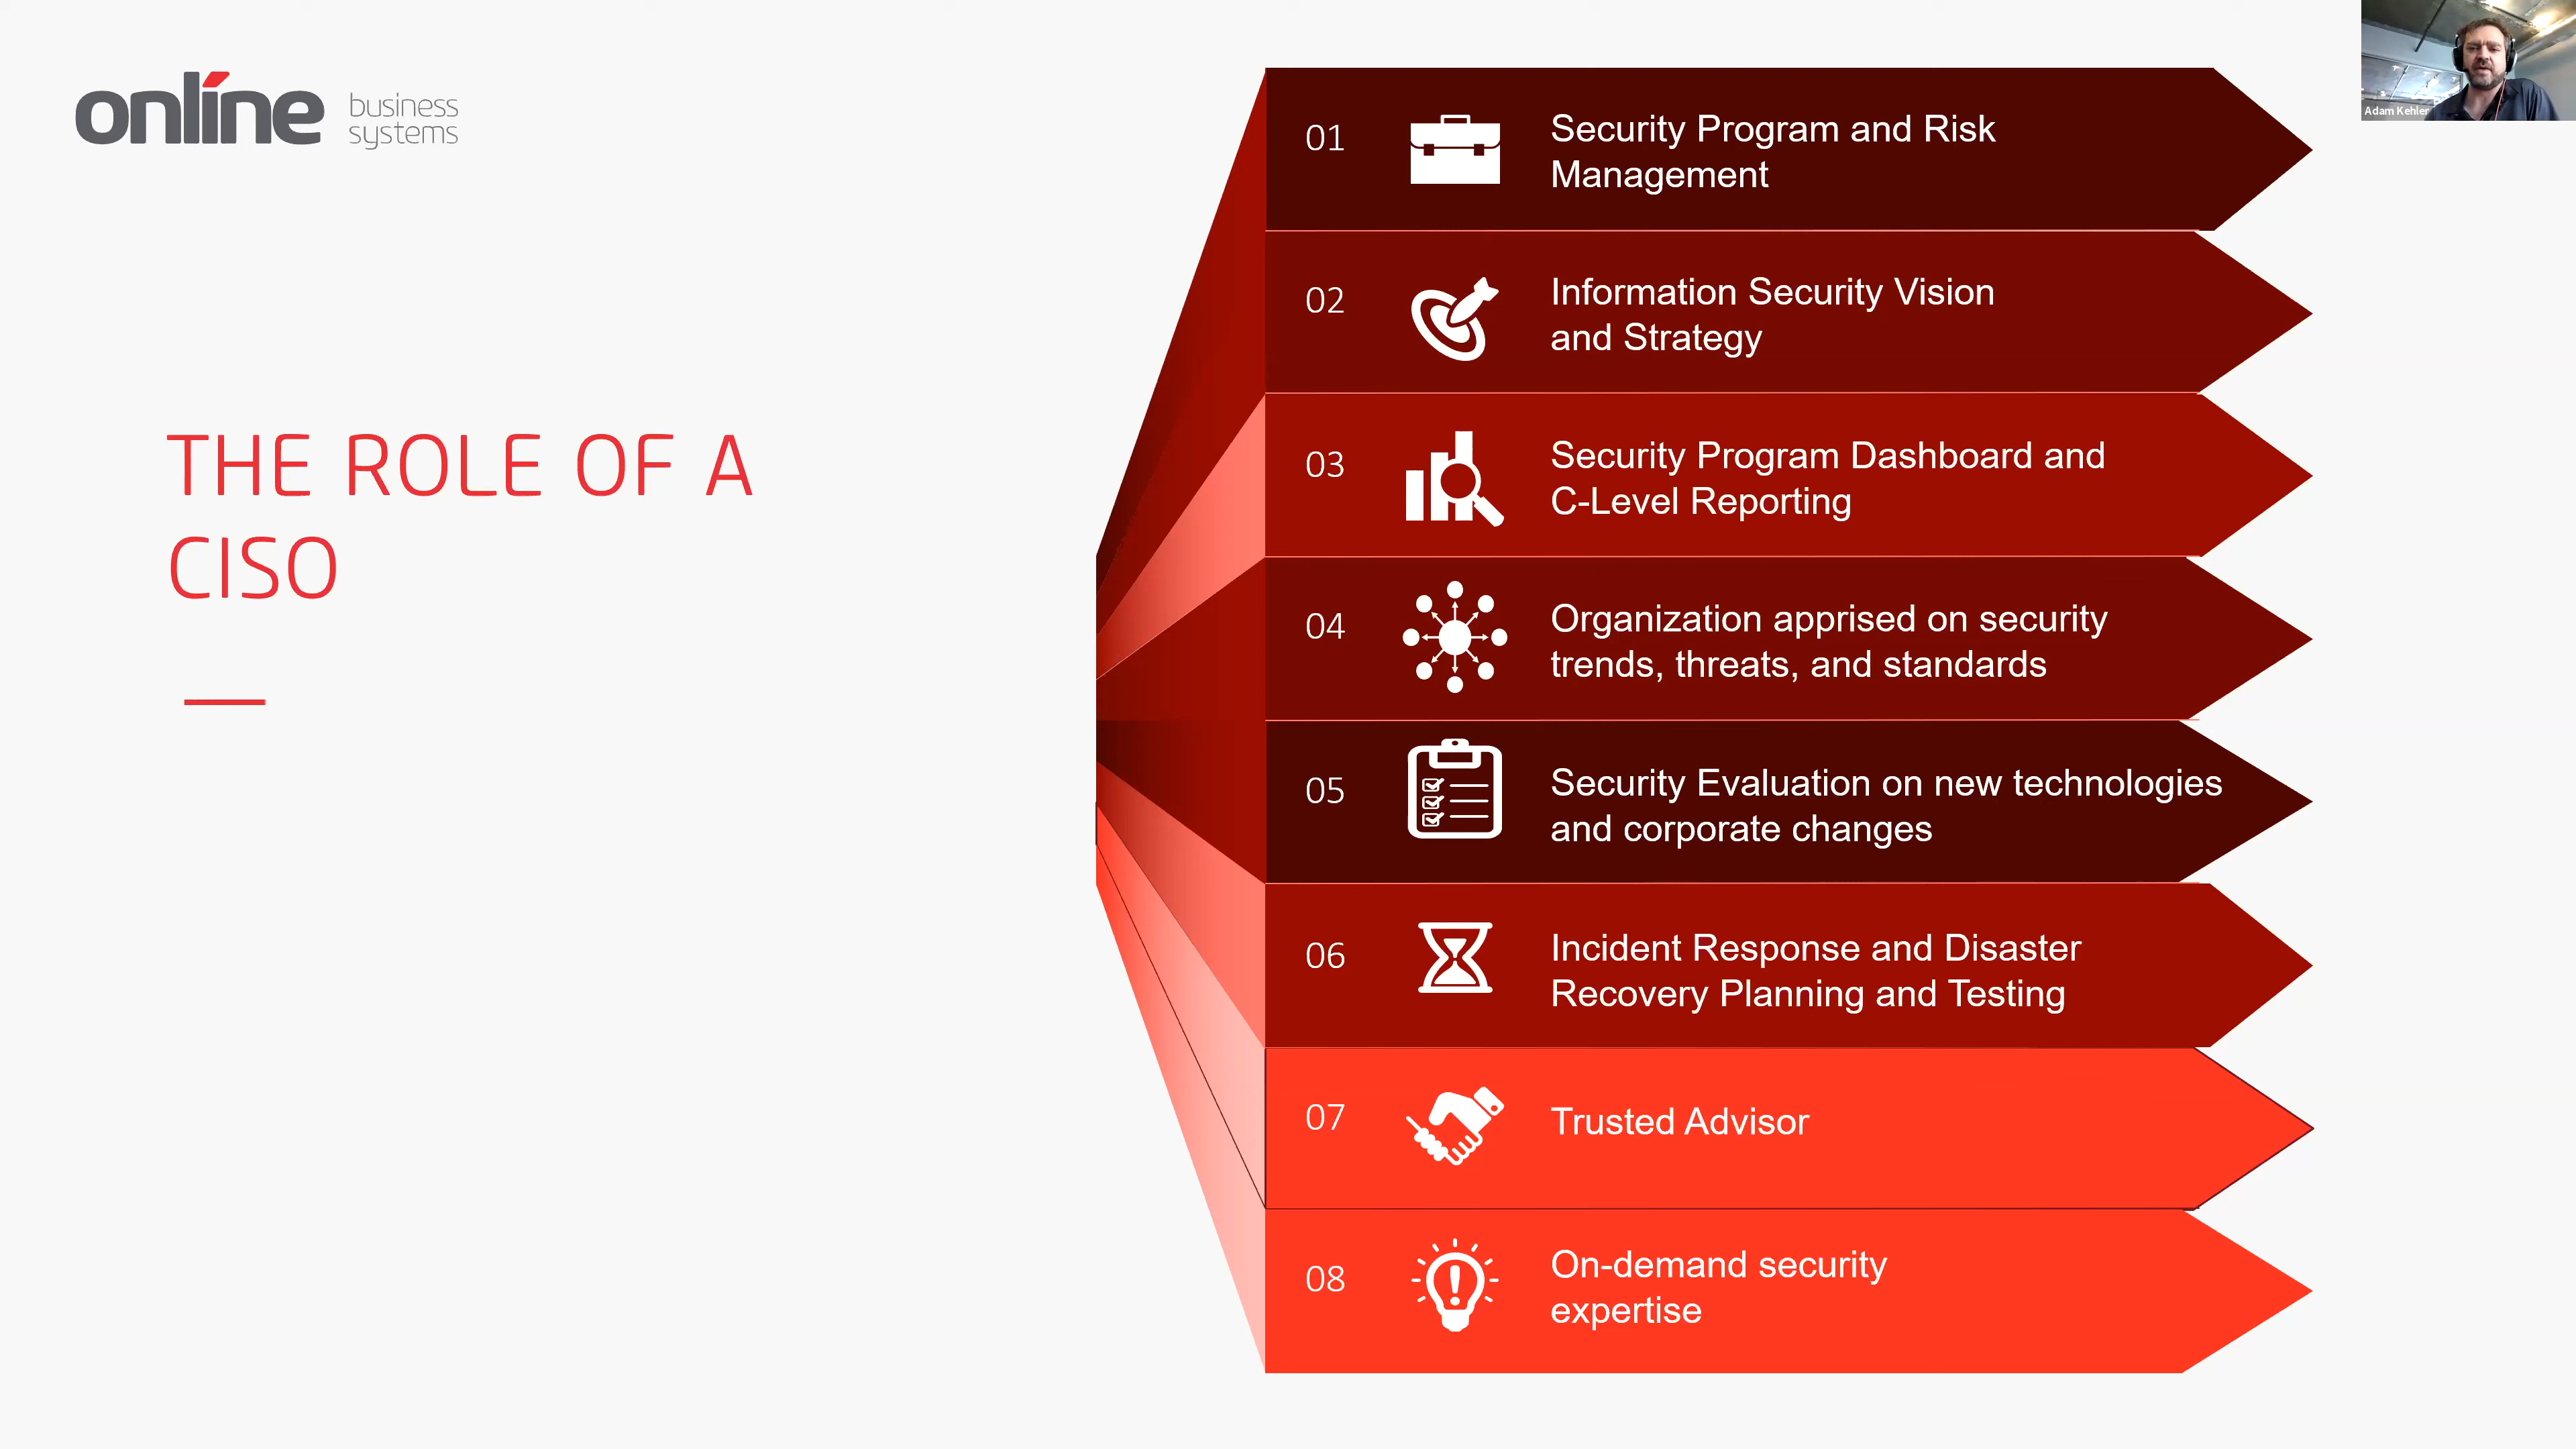 online business
systems
THE ROLE OF A
CISO
01
Security Program and Risk
Management
02
Information Security Vision
and Strategy
03
Security Program Dashboard and
C-Level Reporting
04
Organization apprised on security
trends, threats, and standards
05
Security Evaluation on new technologies
and corporate changes
06
Incident Response and Disaster
Recovery Planning and Testing
07
Trusted Advisor
08
On-demand security
expertise
Adam Kehler